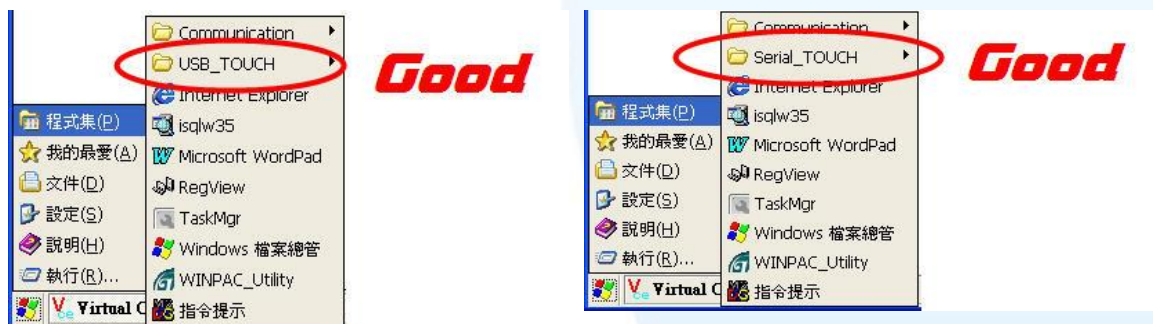 Communication
USB_TOUCH
Good
Internet Explorer
程式集(P)
isqlw35
我的最愛(A)
Microsoft WordPad
文件(D)
RegView
設定(S)
TaskMgr
說明(H)
Windows 檔案總管
執行(R)...
WINPAC_Utility
Virtual C
指令提示
Communication
Serial_TOUCH
Good
Internet Explorer
程式集(P)
isqlw35
我的最愛(A)
Microsoft WordPad
文件(D)
RegView
設定(S)
TaskMgr
說明(H)
Windows 檔案總管
執行(R)...
WINPAC_Utility
Virtual C
指令提示